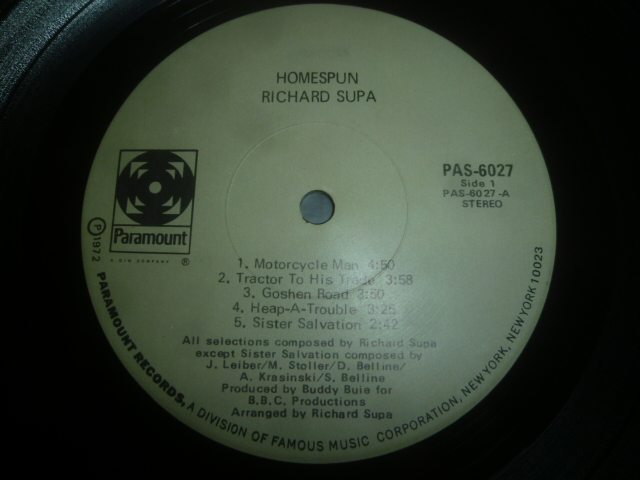 HOMESPUN
RICHARD SUPA
PAS-6027
Side 1
PAS-6027-A
STEREO
Paramount
A G+W COMPANY ®
Ⓟ1972
1. Motorcycle Man 4:50
2. Tractor To His Trade 3:58
3. Goshen Road 3:50
4. Heap-A-Trouble 3:25
5. Sister Salvation 2:42
All selections composed by Richard Supa
except Sister Salvation composed by
J. Leiber/M. Stoller/D. Belline/
A. Krasinski/S. Belline
Produced by Buddy Buie for
B.B.C. Productions
Arranged by Richard Supa
PARAMOUNT RECORDS, A DIVISION OF FAMOUS MUSIC CORPORATION, NEW YORK, NEW YORK 10023